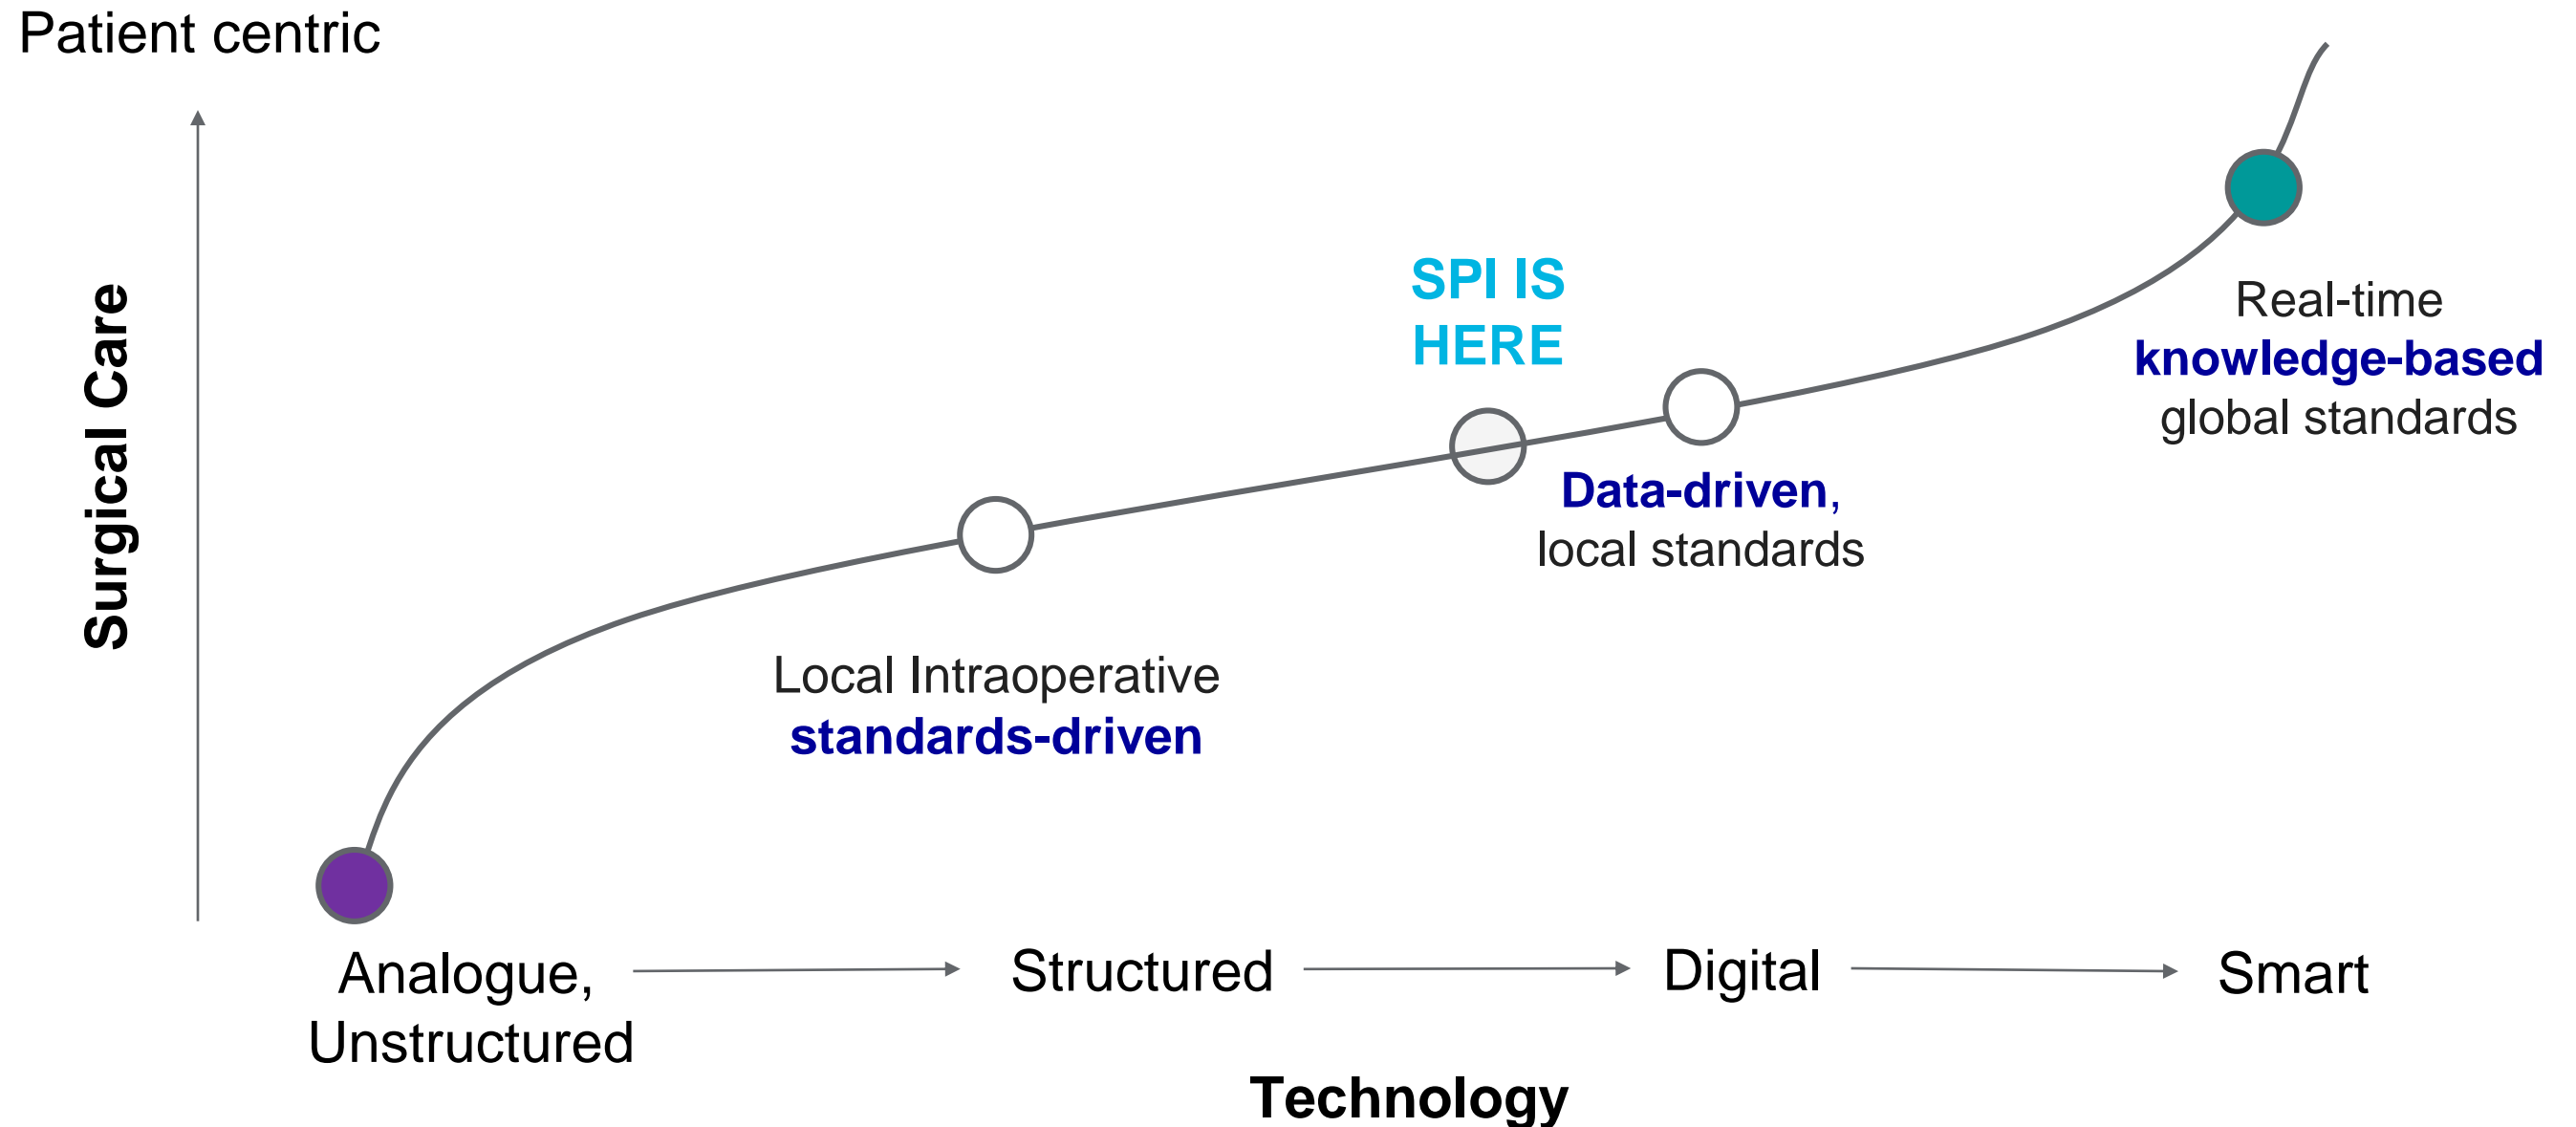 Patient centric
Surgical Care
SPI IS
HERE
Real-time
knowledge-based
global standards
Data-driven,
local standards
Local Intraoperative
standards-driven
Analogue,
Unstructured
Structured
Digital
Smart
Technology